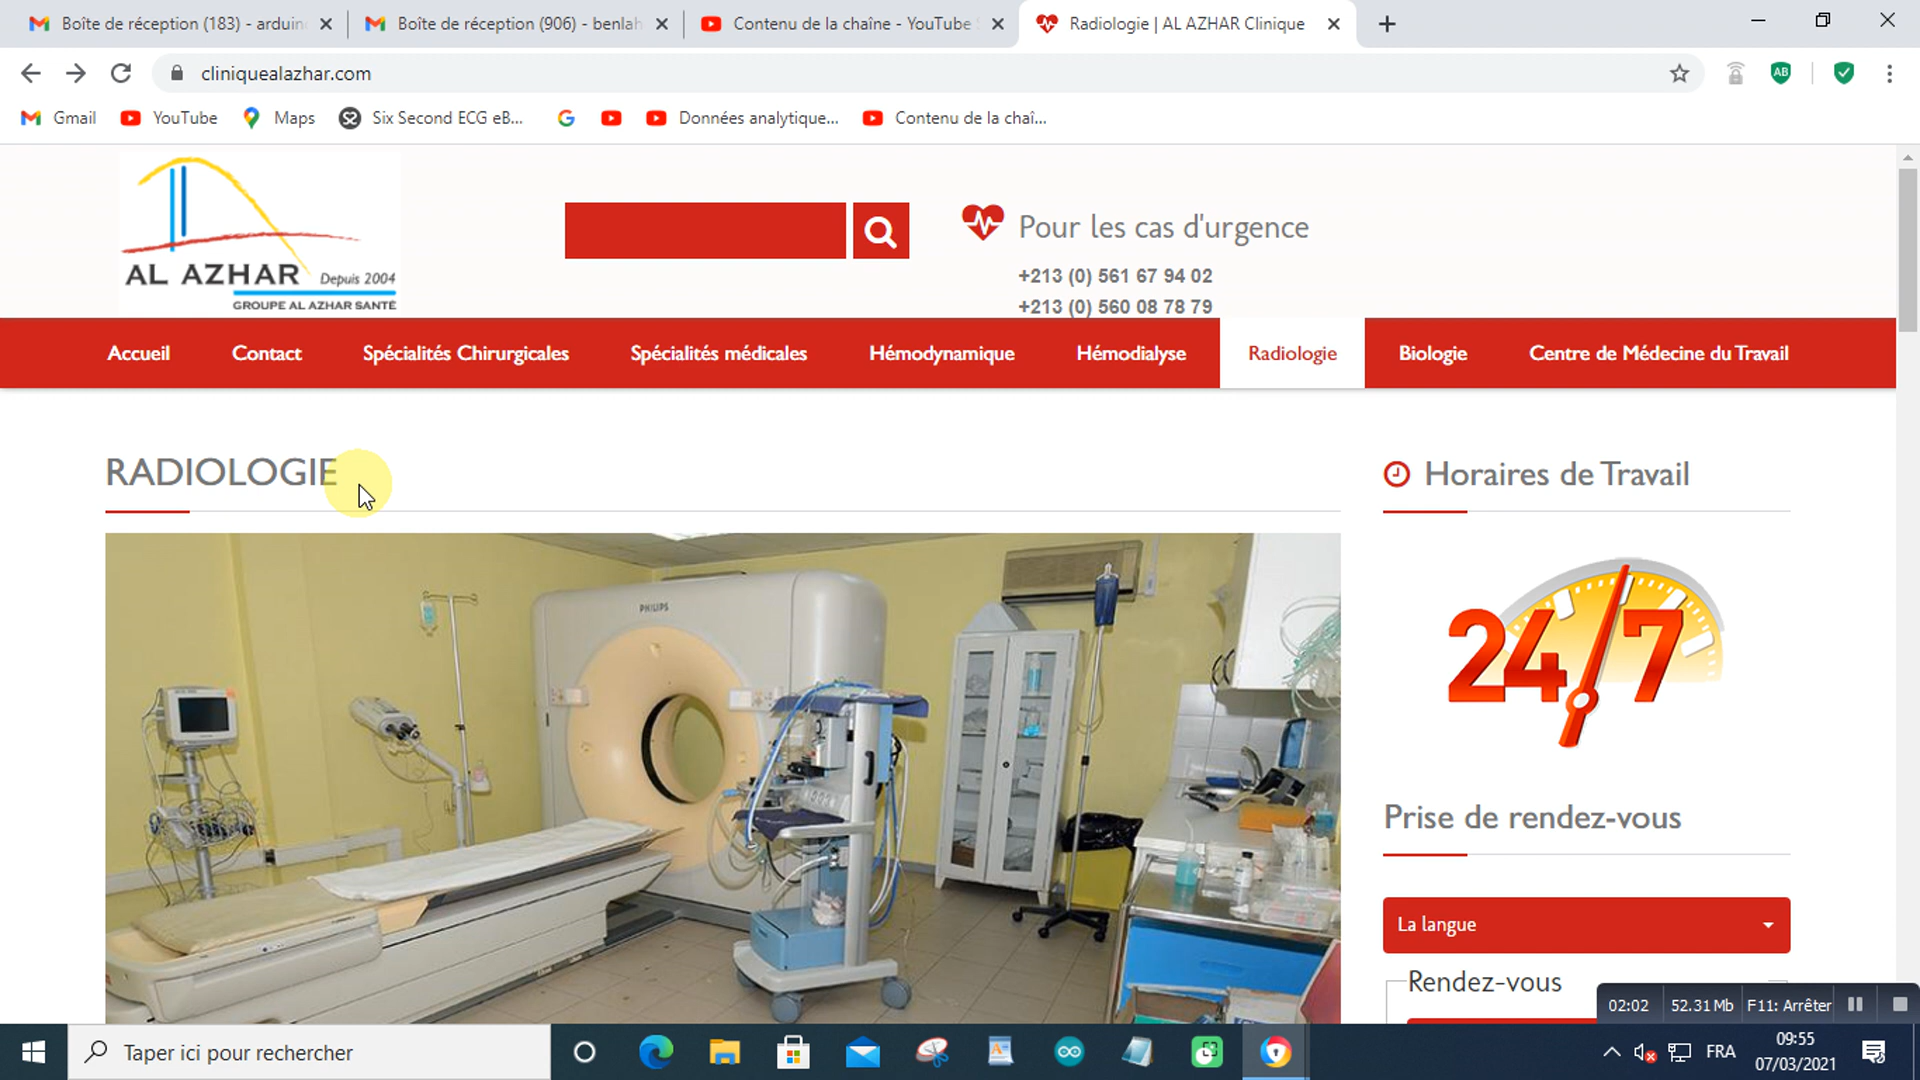 Boîte de réception (183) - arduin
Boîte de réception (906) - benlah
Contenu de la chaîne - YouTube
Radiologie | AL AZHAR Clinique
cliniquealazhar.com
AB
Gmail
YouTube
Maps
Six Second ECG eB...
Données analytique...
Contenu de la chaî...
AL AZHAR Depuis 2004
GROUPE AL AZHAR SANTÉ
Pour les cas d'urgence
+213 (0) 561 67 94 02
+213 (0) 560 08 78 79
Accueil
Contact
Spécialités Chirurgicales
Spécialités médicales
Hémodynamique
Hémodialyse
Radiologie
Biologie
Centre de Médecine du Travail
RADIOLOGIE
Horaires de Travail
PHILIPS
24/7
Prise de rendez-vous
La langue
Rendez-vous
02:02
52.31 Mb
F11: Arrêter
Taper ici pour rechercher
FRA
09:55
07/03/2021